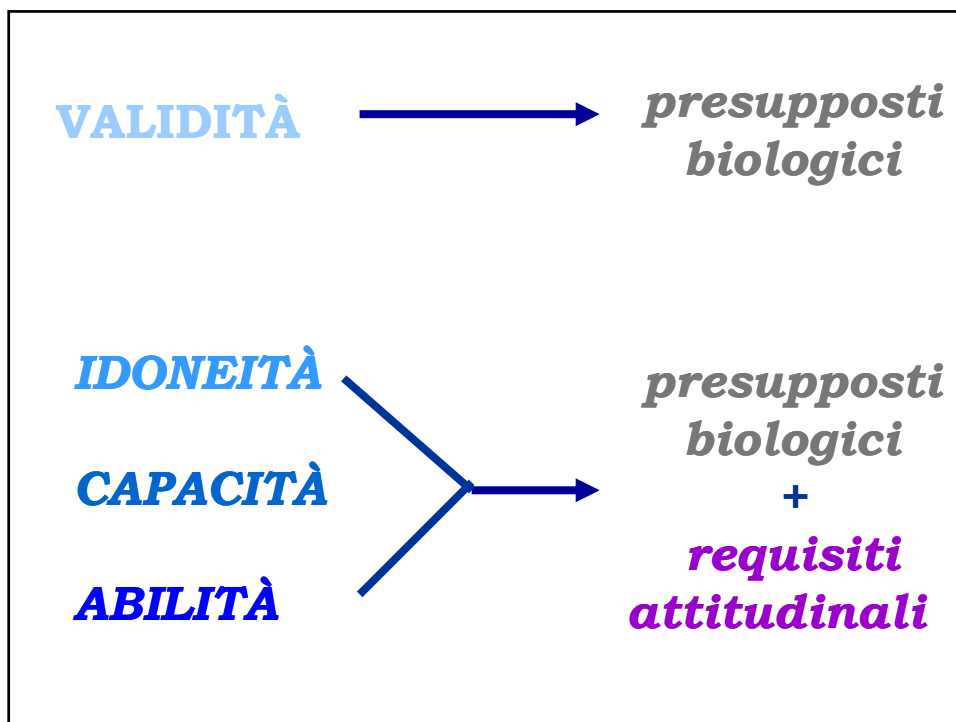 VALIDITÀ
presupposti
biologici
IDONEITÀ
CAPACITÀ
ABILITÀ
presupposti
biologici
+
requisiti
attitudinali